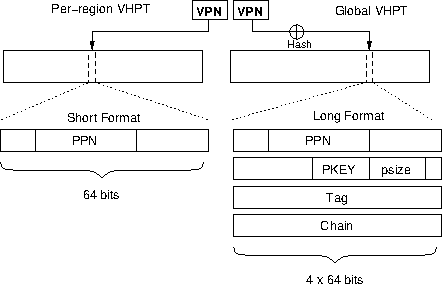 Per-region VHPT
VPN
VPN
Global VHPT
Hash
Short Format
Long Format
PPN
PPN
PKEY
psize
64 bits
Tag
Chain
4 x 64 bits